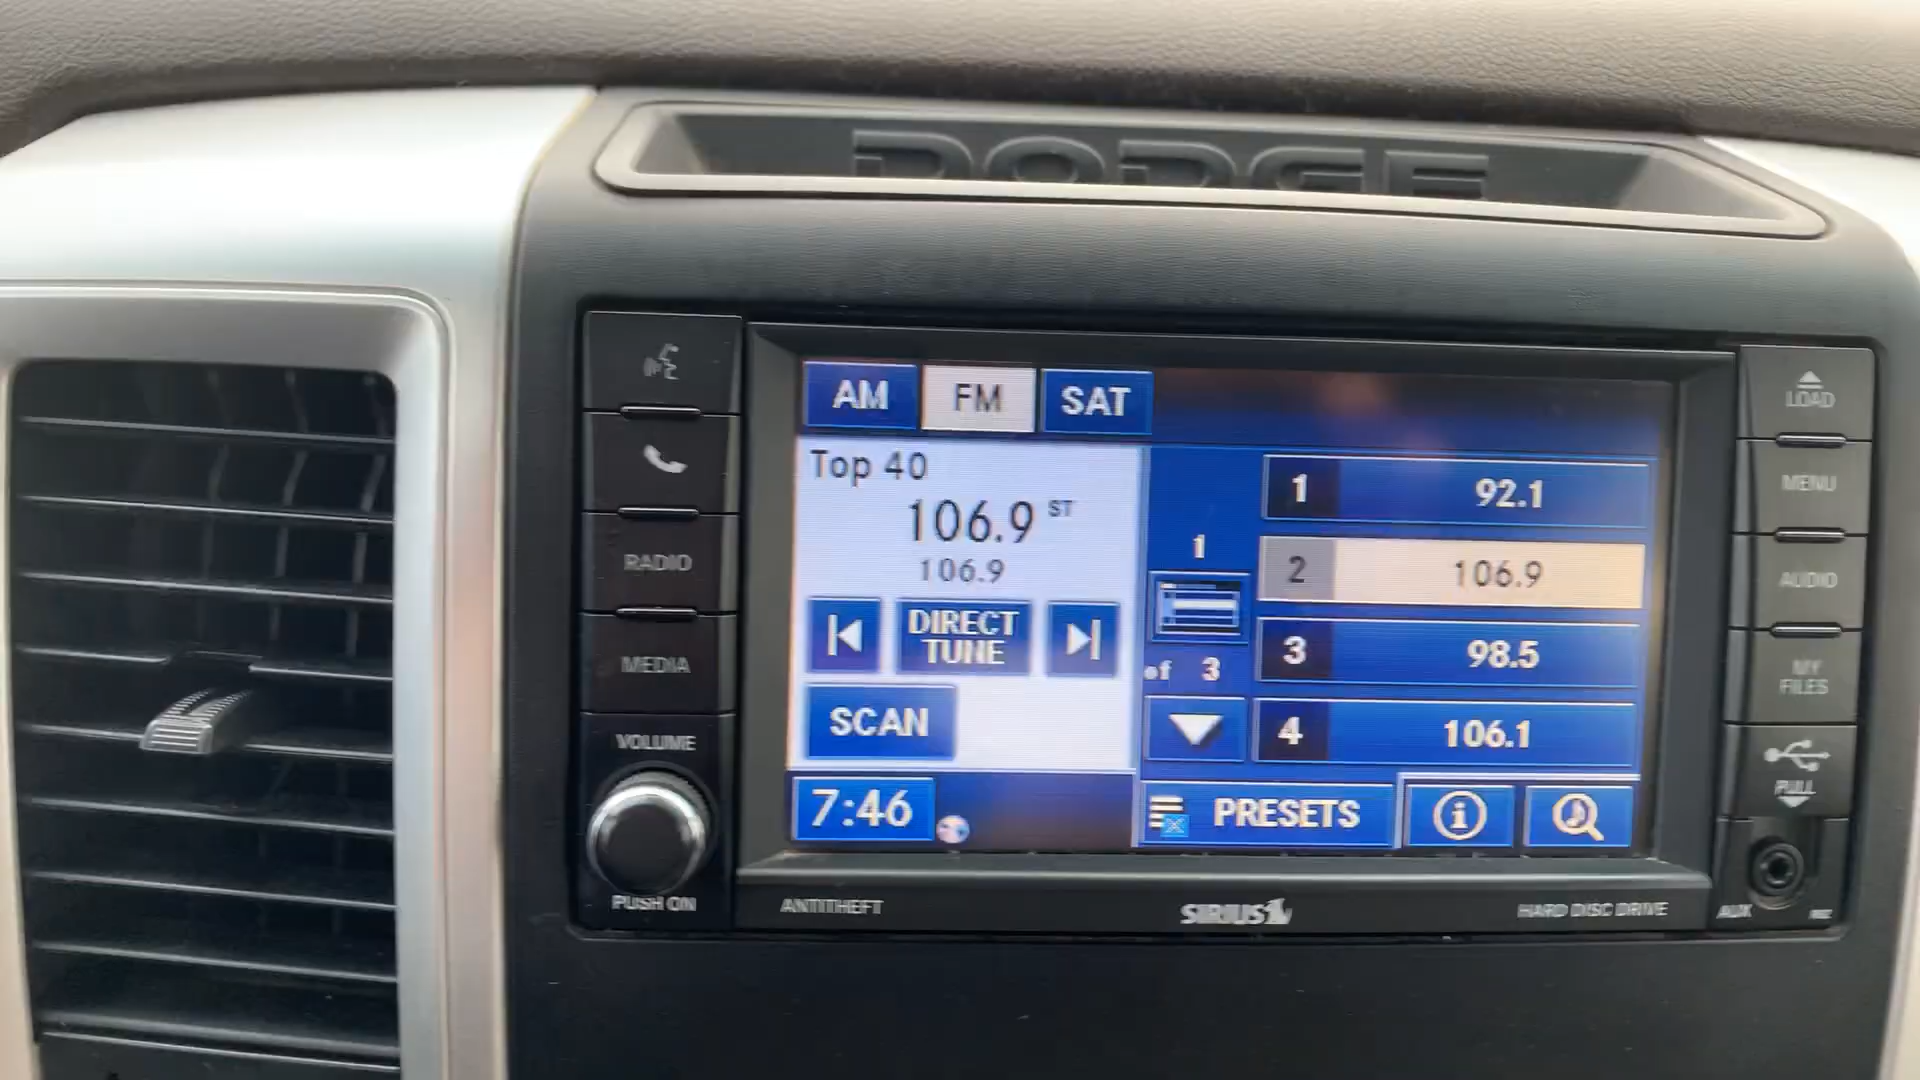 DODGE
LOAD
MENU
AUDIO
MY
FILES
PULL
AUX
RADIO
MEDIA
VOLUME
PUSH ON
AM FM SAT
Top 40
106.9 ST
106.9
DIRECT
TUNE
SCAN
7:46
1
of 3
1 92.1
2 106.9
3 98.5
4 106.1
PRESETS
ANTITHEFT
SIRIUS
HARD DISC DRIVE